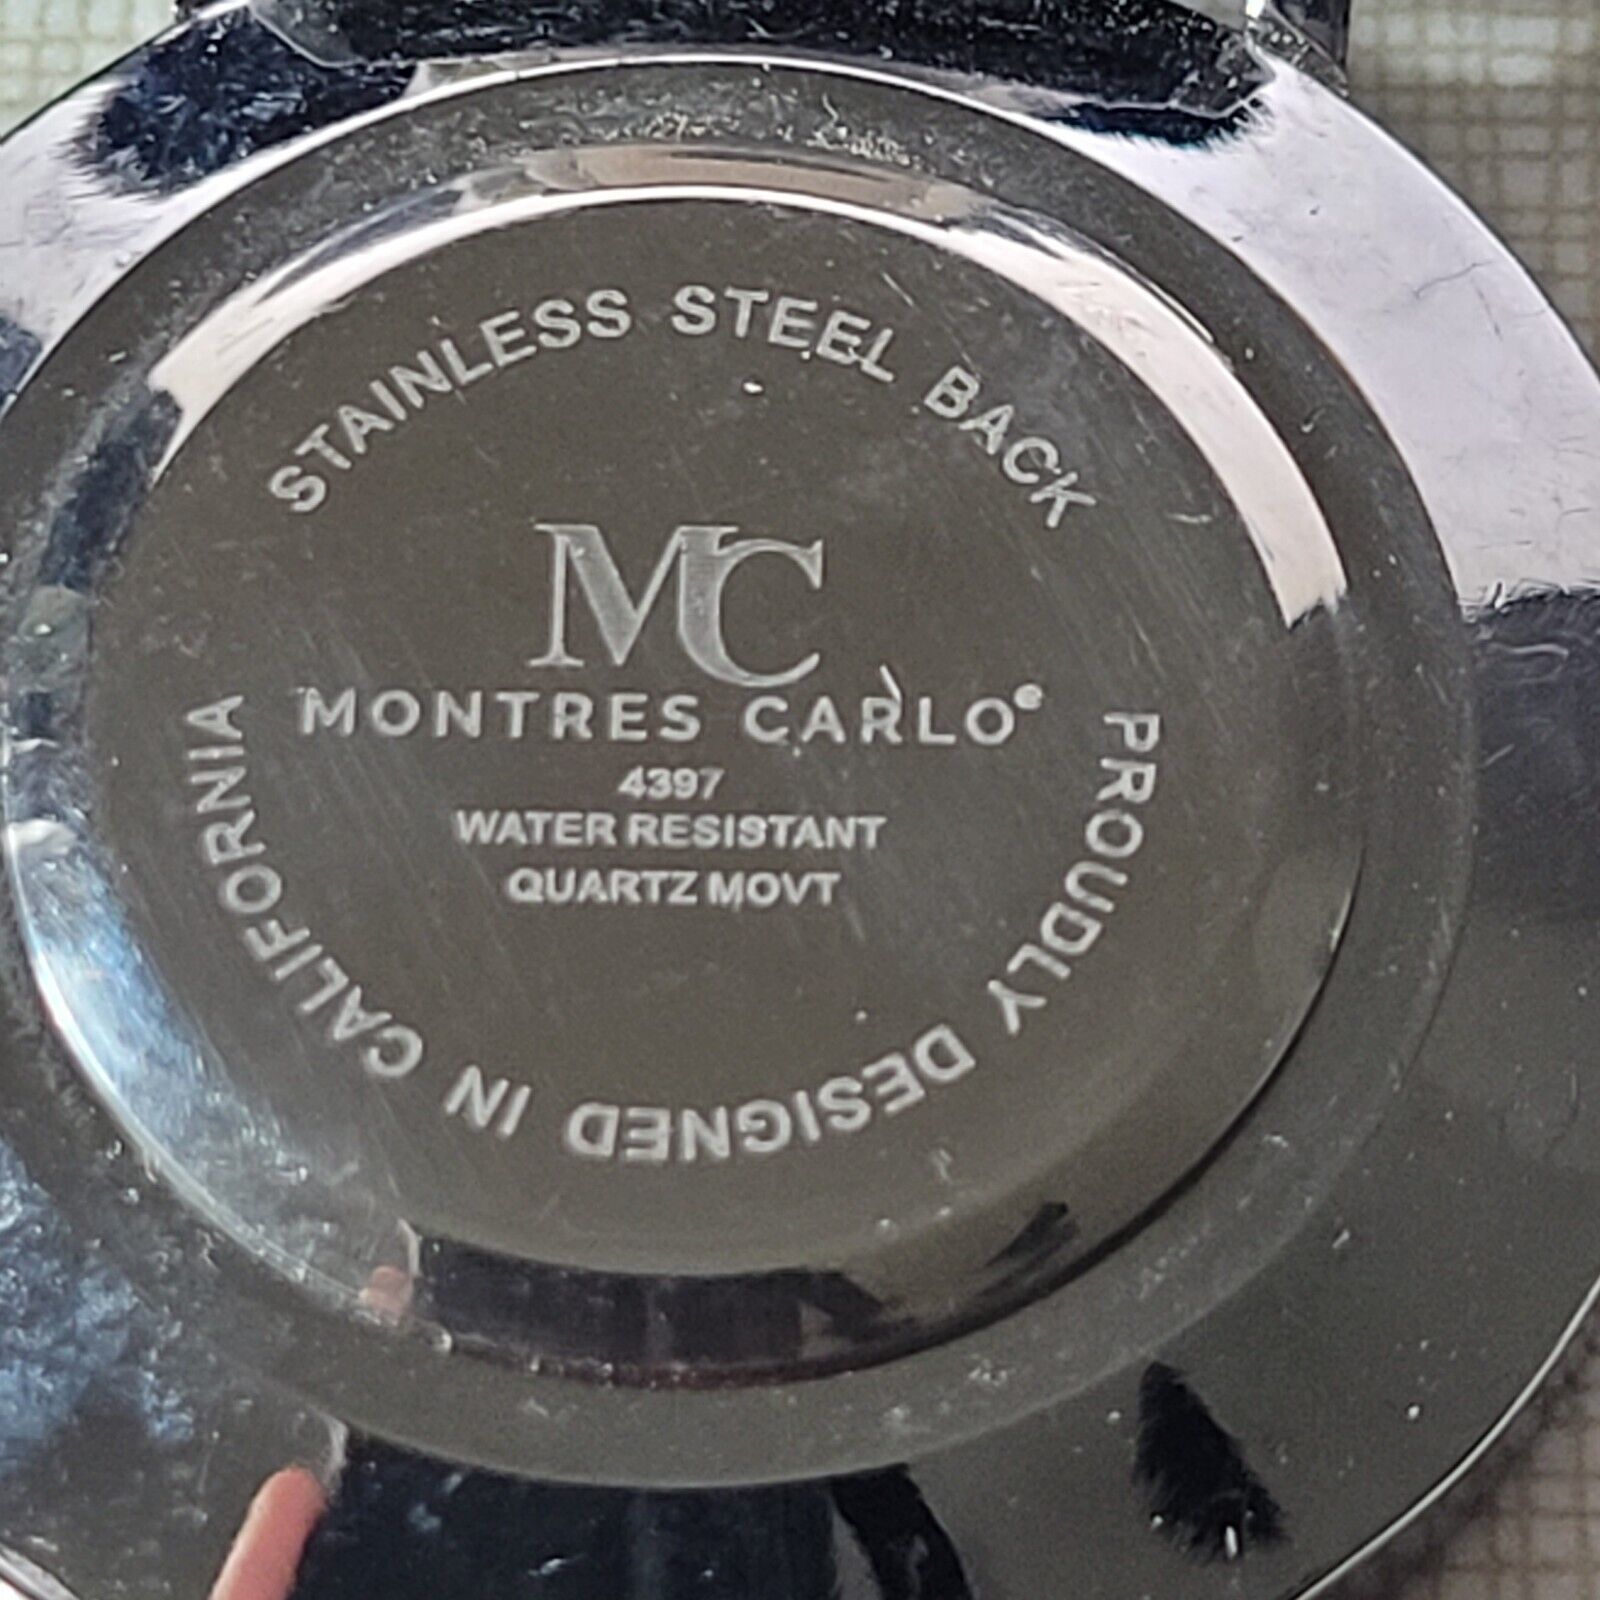 STAINLESS STEEL BACK
MC
MONTRES CARLO®
4397
WATER RESISTANT
QUARTZ MOVT
PROUDLY DESIGNED IN CALIFORNIA